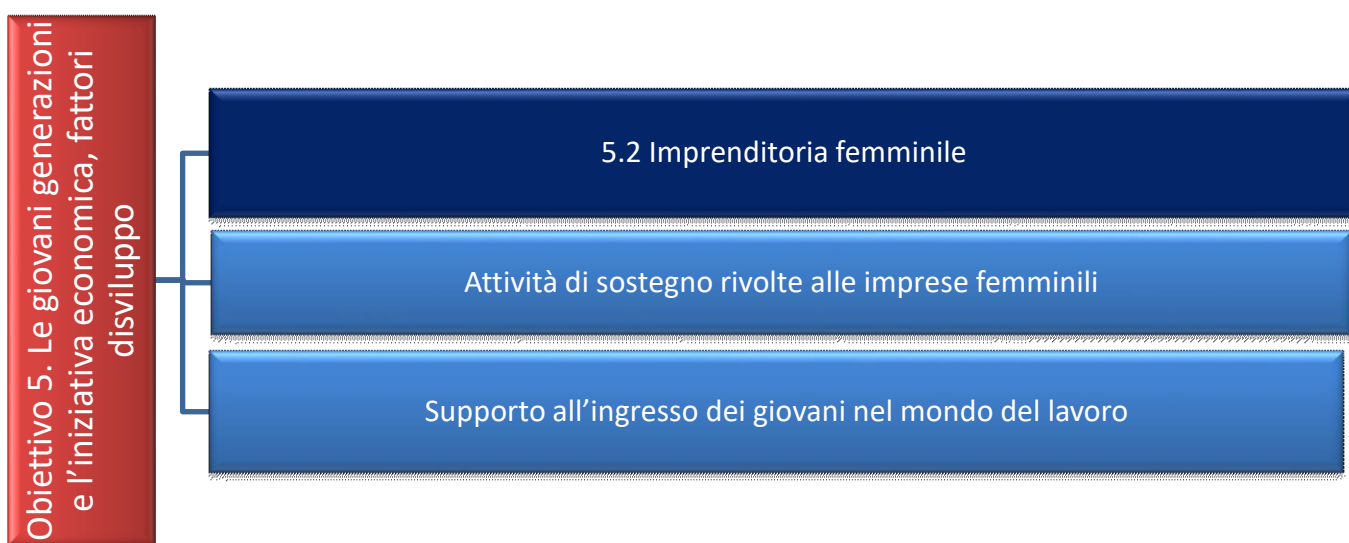 Obiettivo 5. Le giovani generazioni
e l’iniziativa economica, fattori
disviluppo
5.2 Imprenditoria femminile
Attività di sostegno rivolte alle imprese femminili
Supporto all’ingresso dei giovani nel mondo del lavoro